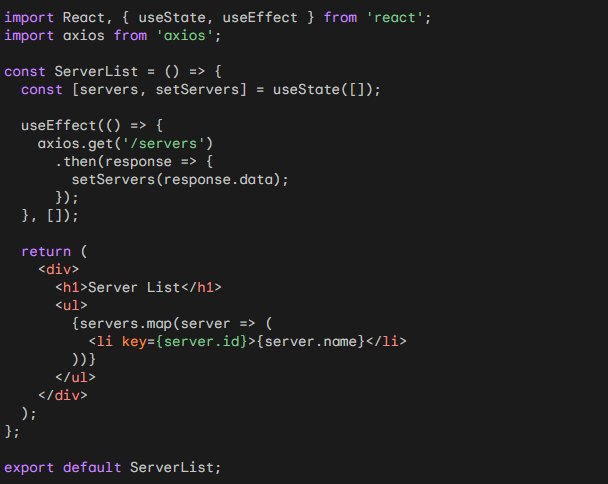 import React, { useState, useEffect } from 'react';
import axios from 'axios';
const ServerList = () => {
  const [servers, setServers] = useState([]);
  useEffect(() => {
    axios.get('/servers')
      .then(response => {
        setServers(response.data);
      });
  }, []);
  return (
    <div>
      <h1>Server List</h1>
      <ul>
        {servers.map(server => (
          <li key={server.id}>{server.name}</li>
        ))}
      </ul>
    </div>
  );
};
export default ServerList;